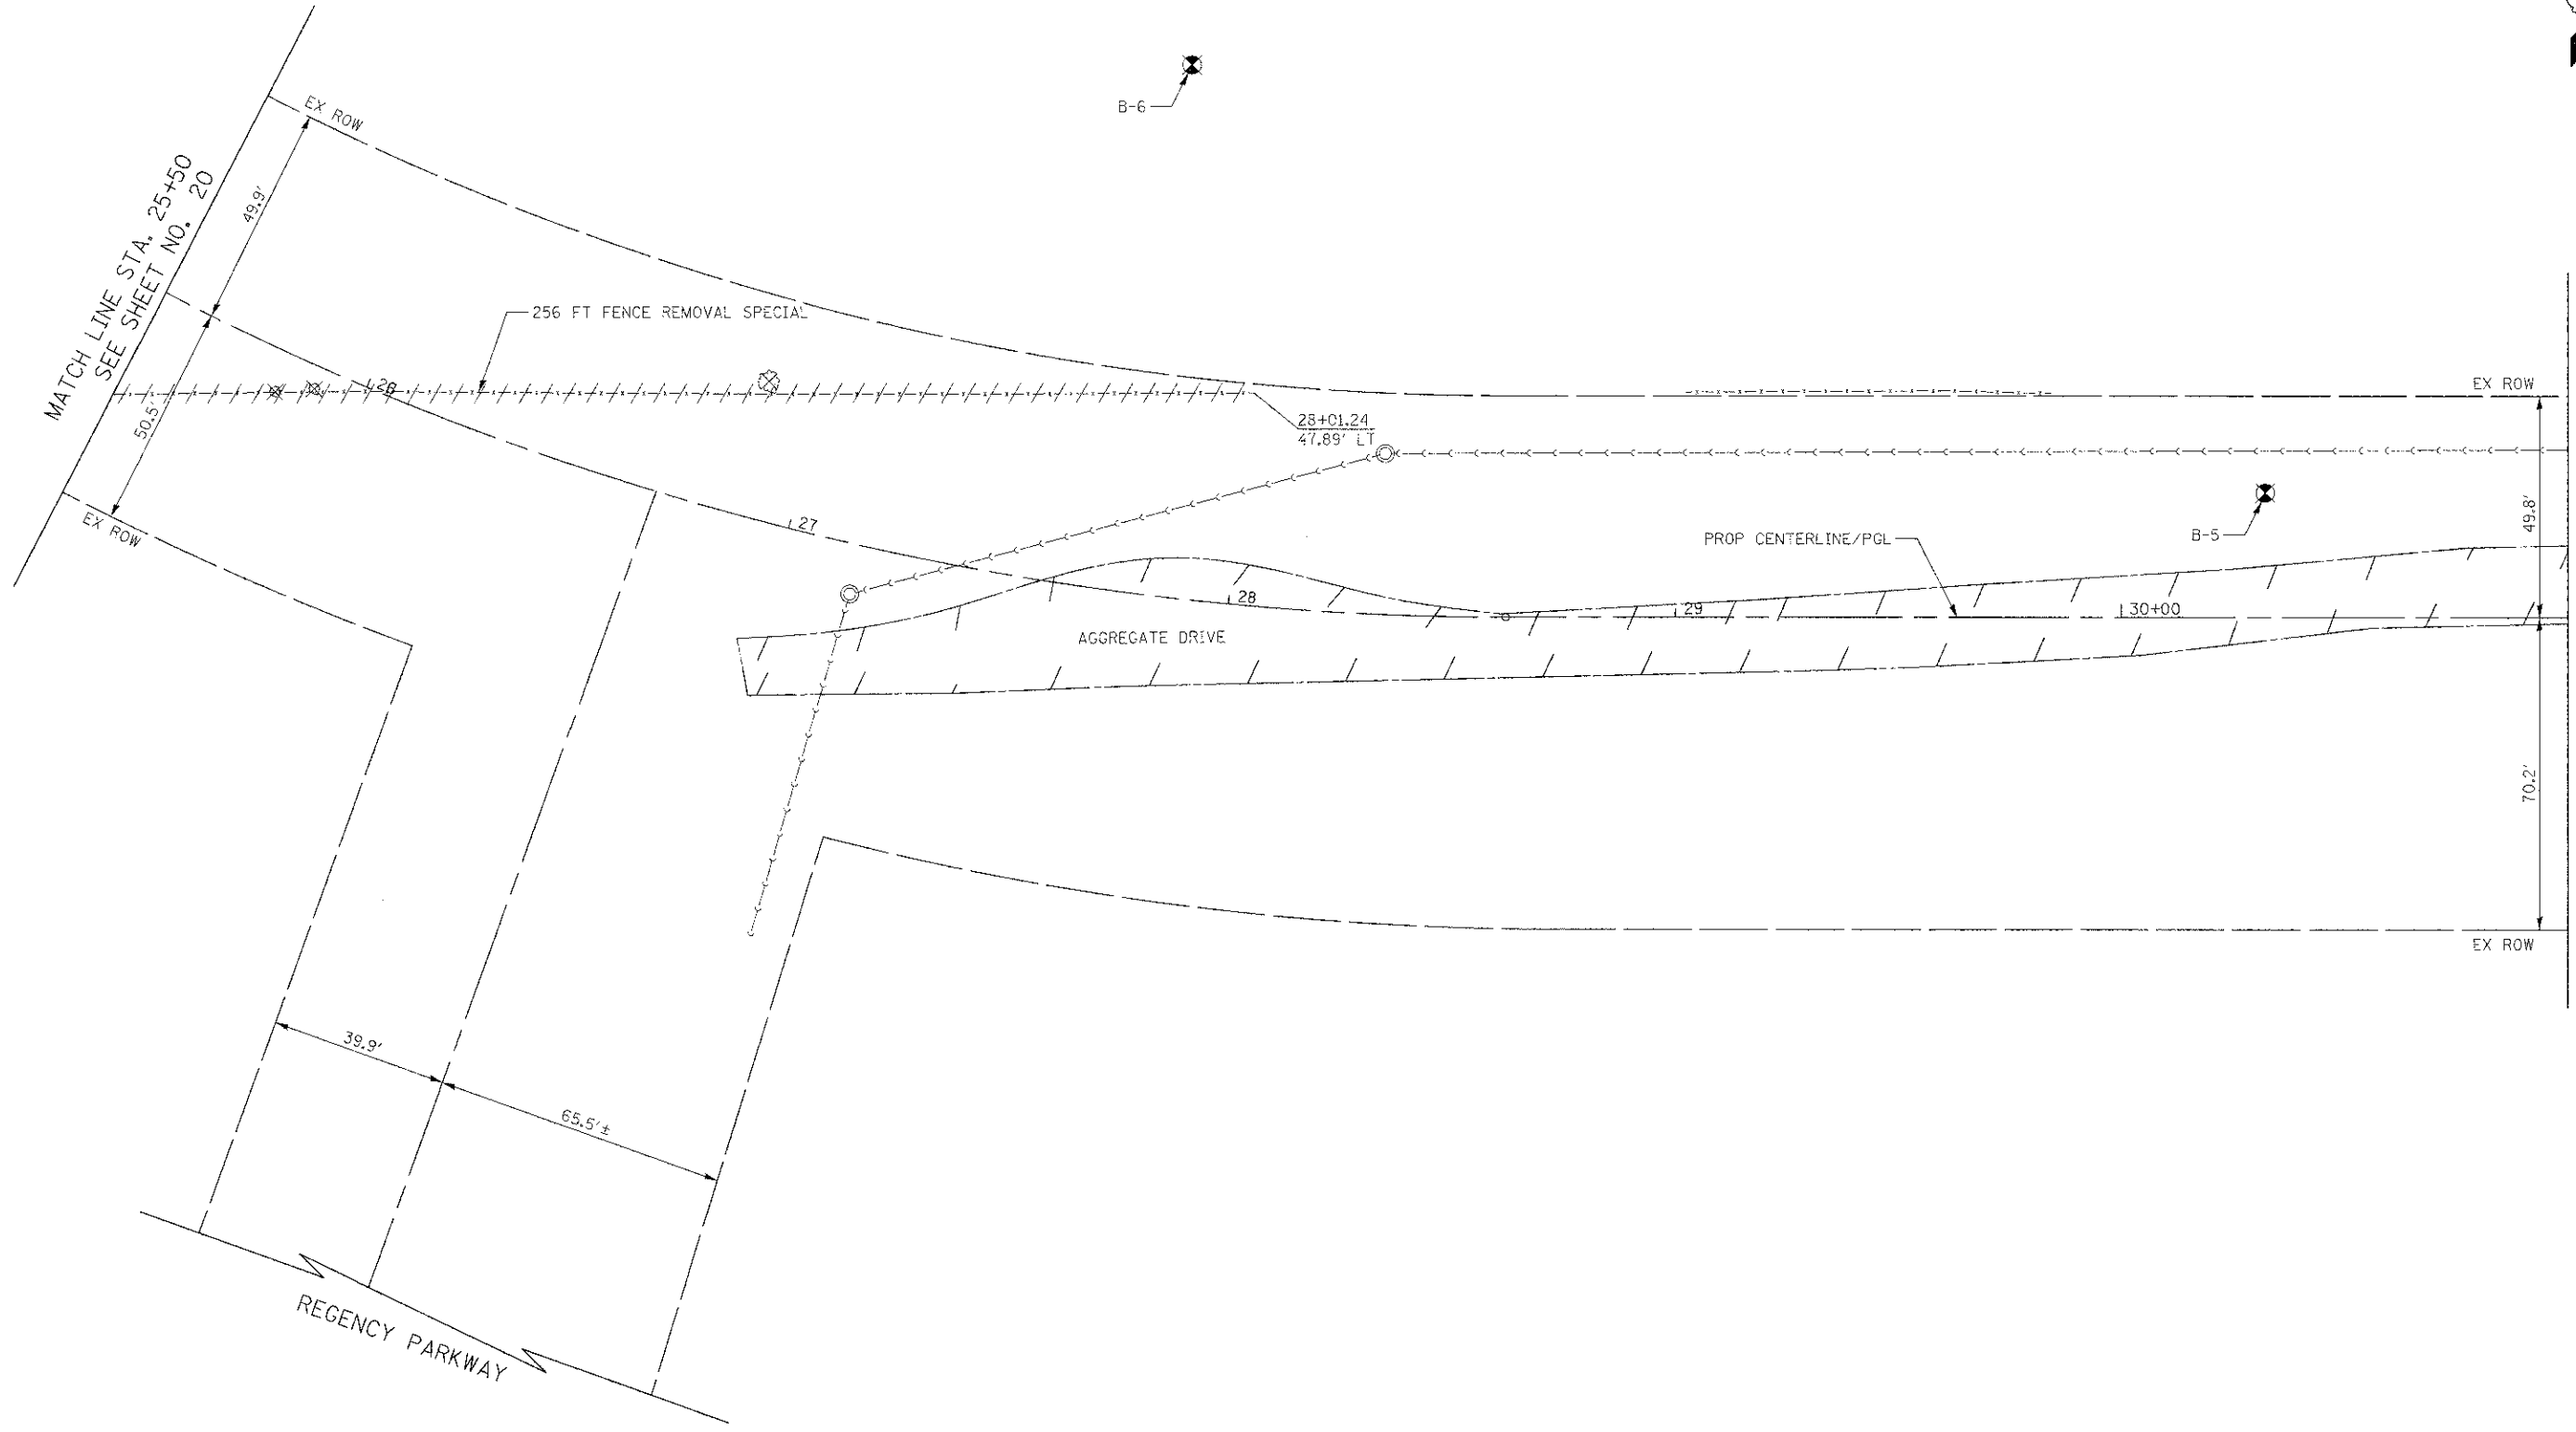 B-6
EX ROW
MATCH LINE STA. 25+50
SEE SHEET NO. 20
49.9'
256 FT FENCE REMOVAL SPECIAL
26
50.5'
EX ROW
28+01.24
47.89' LT
EX ROW
49.8'
B-5
PROP CENTERLINE/PGL
27
28
29
30+00
AGGREGATE DRIVE
70.2'
EX ROW
39.9'
65.5'±
REGENCY PARKWAY